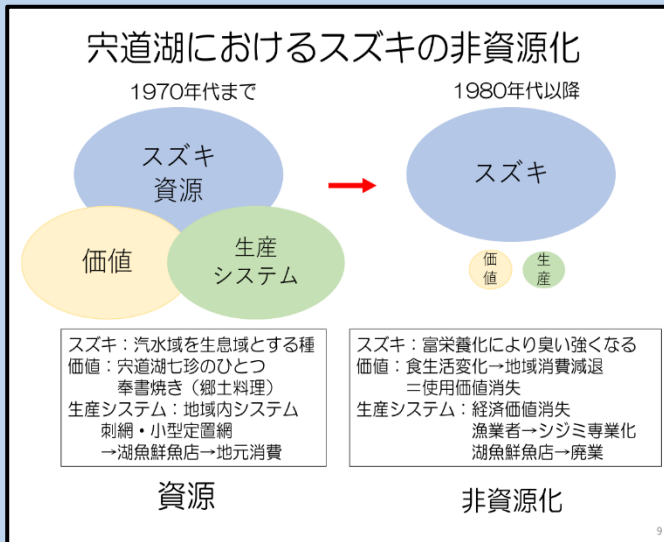 宍道湖におけるスズキの非資源化
1970年代まで
スズキ
資源
価値
生産
システム
スズキ：汽水域を生息域とする種
価値：宍道湖七珍のひとつ
奉書焼き（郷土料理）
生産システム：地域内システム
刺網・小型定置網
→湖魚鮮魚店→地元消費
資源
1980年代以降
スズキ
価
値
生
産
スズキ：富栄養化により臭い強くなる
価値：食生活変化→地域消費減退
＝使用価値消失
生産システム：経済価値消失
漁業者→シジミ専業化
湖魚鮮魚店→廃業
非資源化
9